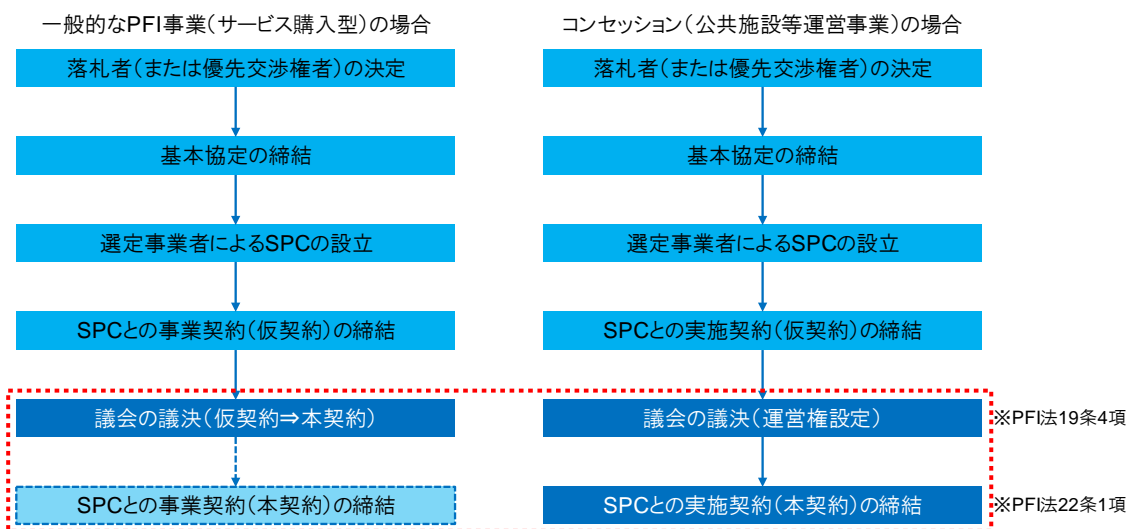 一般的なPFI事業(サービス購入型)の場合
落札者(または優先交渉権者)の決定
基本協定の締結
選定事業者によるSPCの設立
SPCとの事業契約(仮契約)の締結
議会の議決(仮契約⇒本契約)
SPCとの事業契約(本契約)の締結
コンセッション(公共施設等運営事業)の場合
落札者(または優先交渉権者)の決定
基本協定の締結
選定事業者によるSPCの設立
SPCとの実施契約(仮契約)の締結
議会の議決(運営権設定)
※PFI法19条4項
SPCとの実施契約(本契約)の締結
※PFI法22条1項